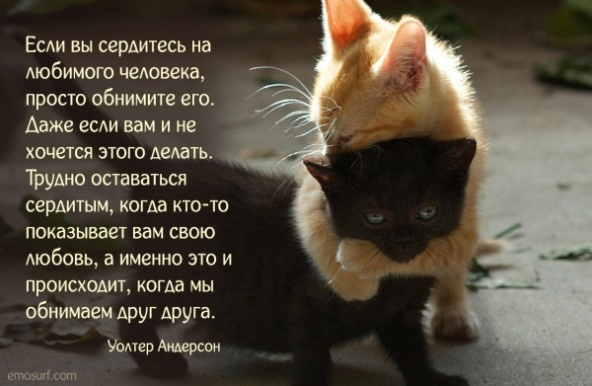 Если вы сердитесь на
любимого человека,
просто обнимите его.
Даже если вам и не
хочется этого делать.
Трудно оставаться
сердитым, когда кто-то
показывает вам свою
любовь, а именно это и
происходит, когда мы
обнимаем друг друга.
Уолтер Андерсон
emosurf.com